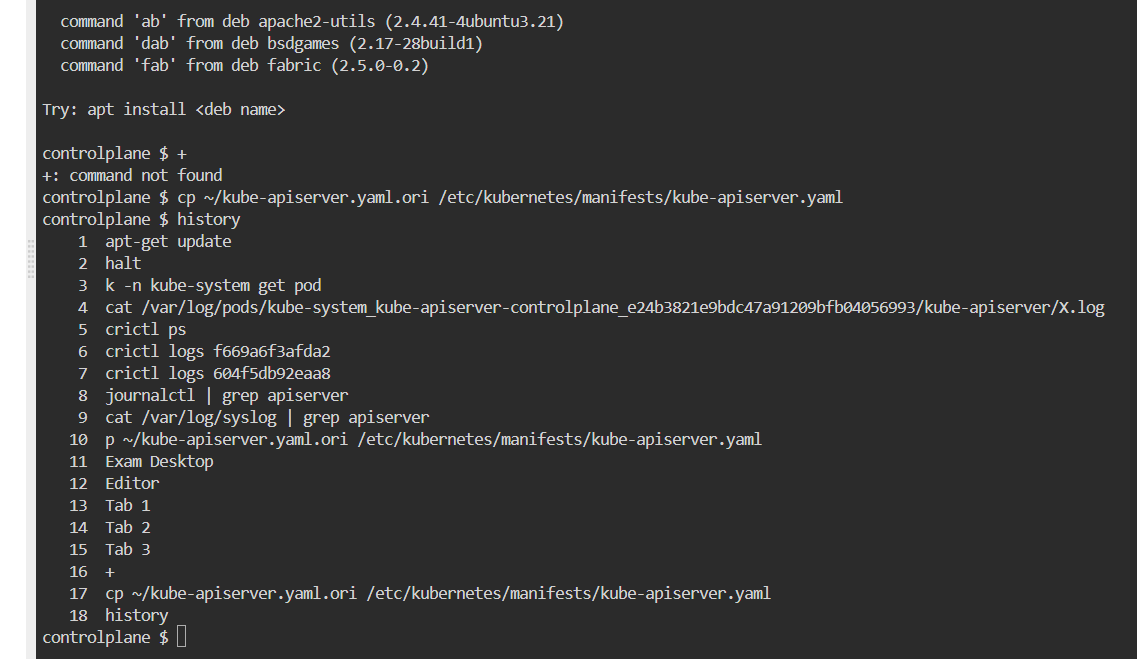 command 'ab' from deb apache2-utils (2.4.41-4ubuntu3.21)
command 'dab' from deb bsdgames (2.17-28build1)
command 'fab' from deb fabric (2.5.0-0.2)
Try: apt install <deb name>
controlplane $ +
+: command not found
controlplane $ cp ~/kube-apiserver.yaml.ori /etc/kubernetes/manifests/kube-apiserver.yaml
controlplane $ history
1 apt-get update
2 halt
3 k -n kube-system get pod
4 cat /var/log/pods/kube-system_kube-apiserver-controlplane_e24b3821e9bdc47a91209bfb04056993/kube-apiserver/X.log
5 crictl ps
6 crictl logs f669a6f3afda2
7 crictl logs 604f5db92eaa8
8 journalctl | grep apiserver
9 cat /var/log/syslog | grep apiserver
10 p ~/kube-apiserver.yaml.ori /etc/kubernetes/manifests/kube-apiserver.yaml
11 Exam Desktop
12 Editor
13 Tab 1
14 Tab 2
15 Tab 3
16 +
17 cp ~/kube-apiserver.yaml.ori /etc/kubernetes/manifests/kube-apiserver.yaml
18 history
controlplane $